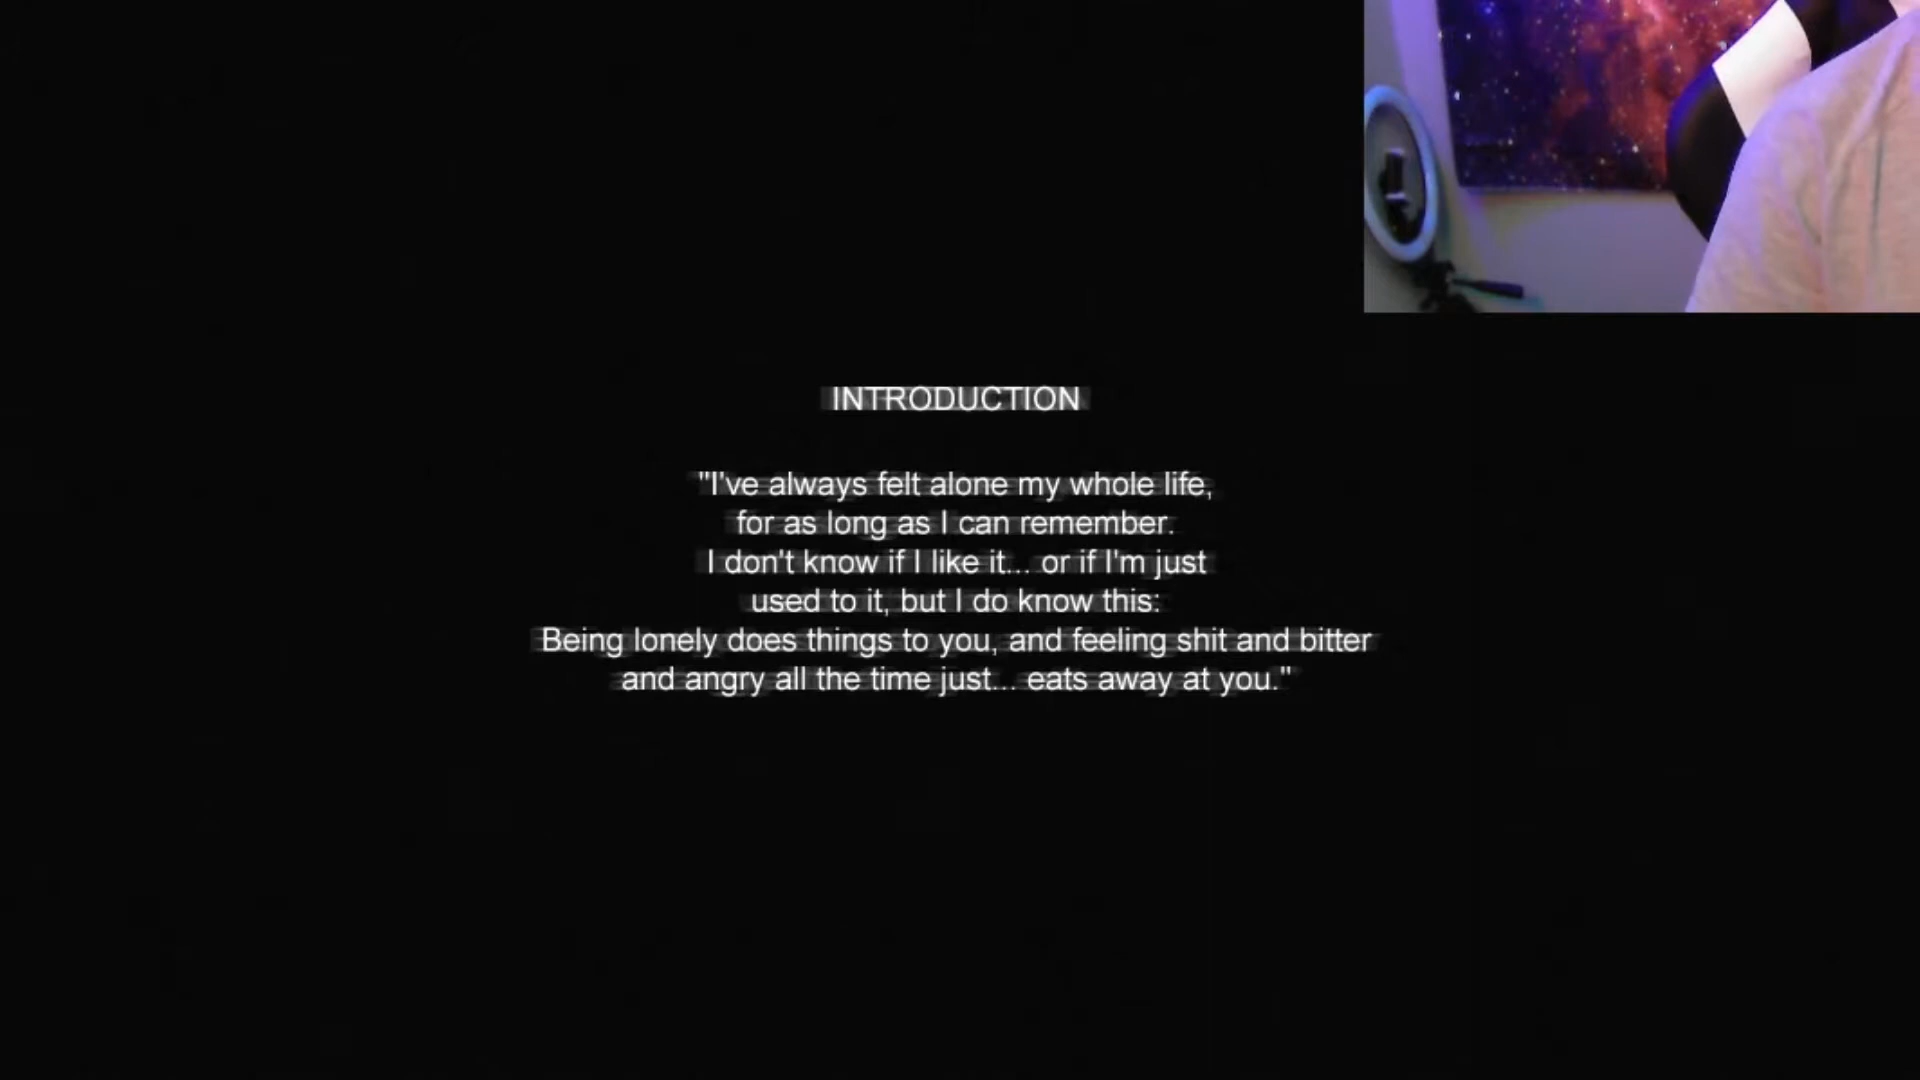 INTRODUCTION
"I've always felt alone my whole life,
for as long as I can remember.
I don't know if I like it... or if I'm just
used to it, but I do know this:
Being lonely does things to you, and feeling shit and bitter
and angry all the time just... eats away at you."